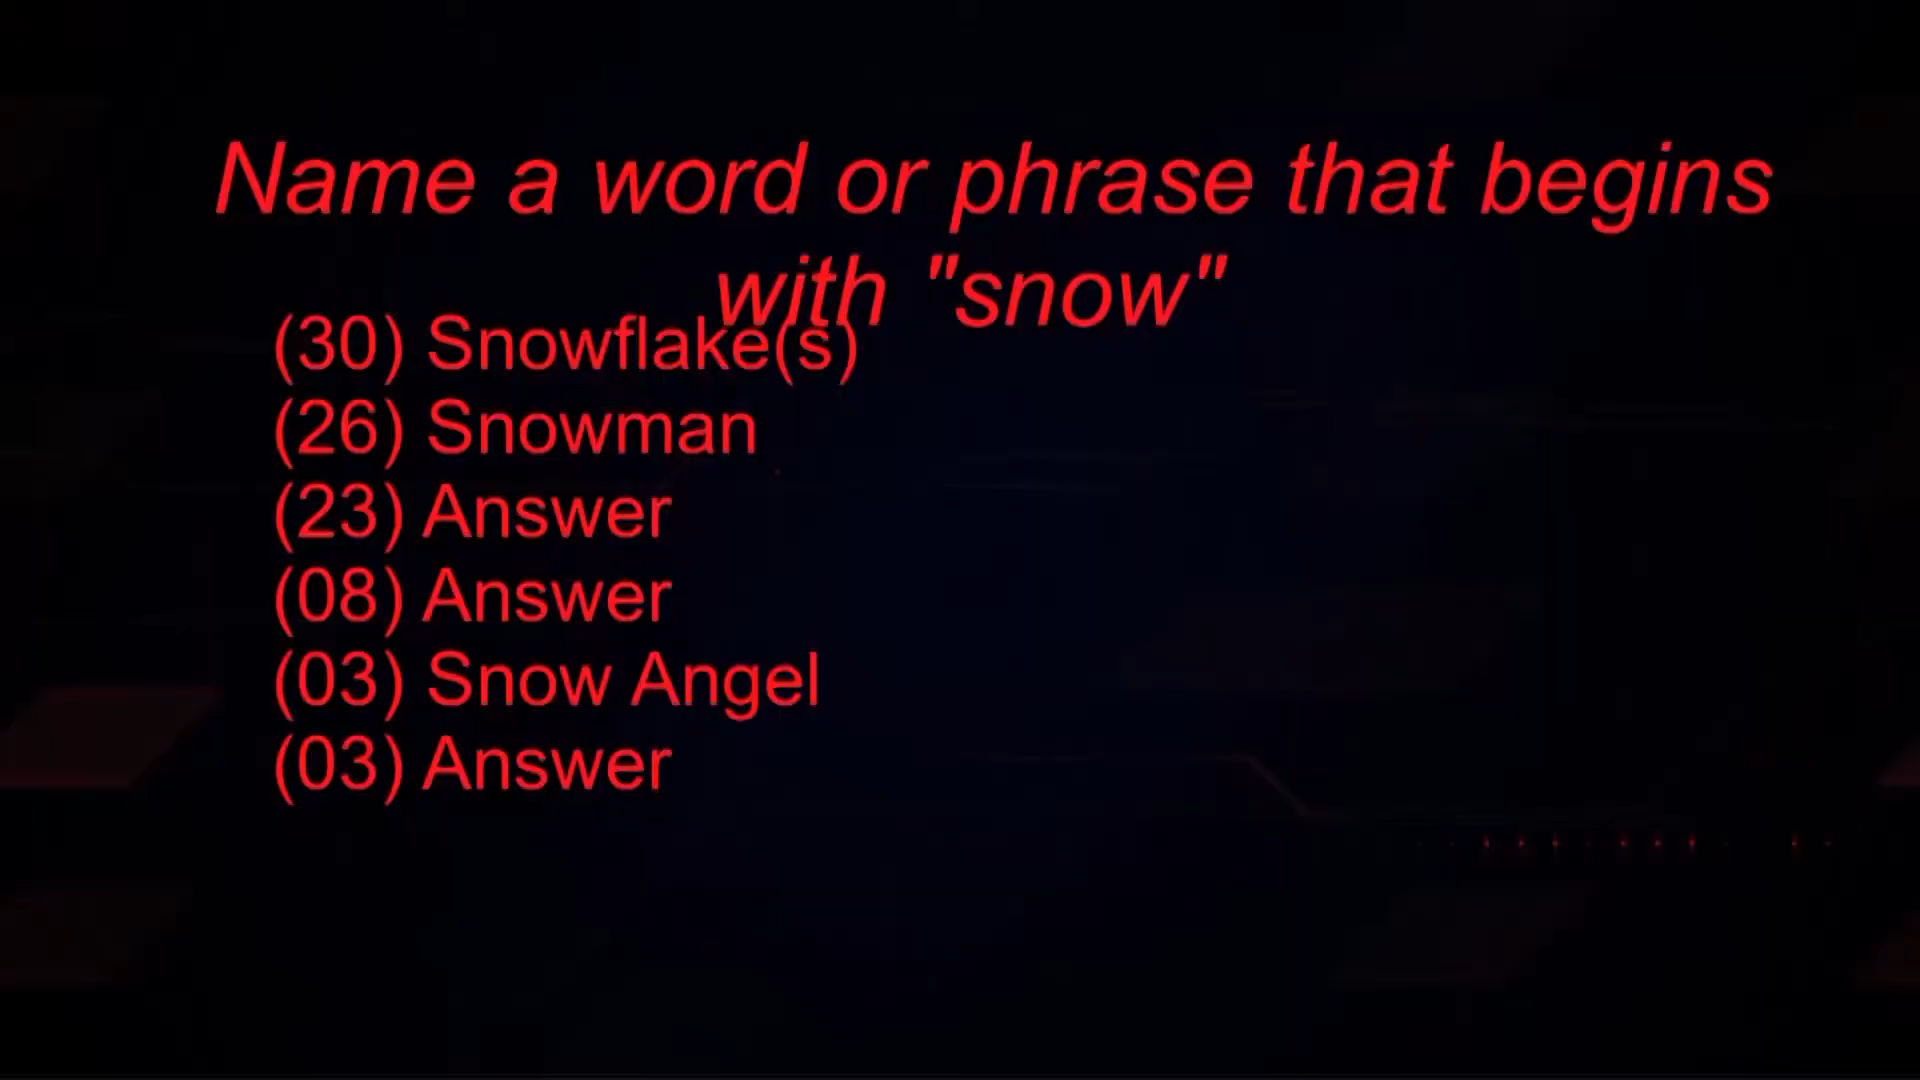 Name a word or phrase that begins
with "snow"
(30) Snowflake(s)
(26) Snowman
(23) Answer
(08) Answer
(03) Snow Angel
(03) Answer